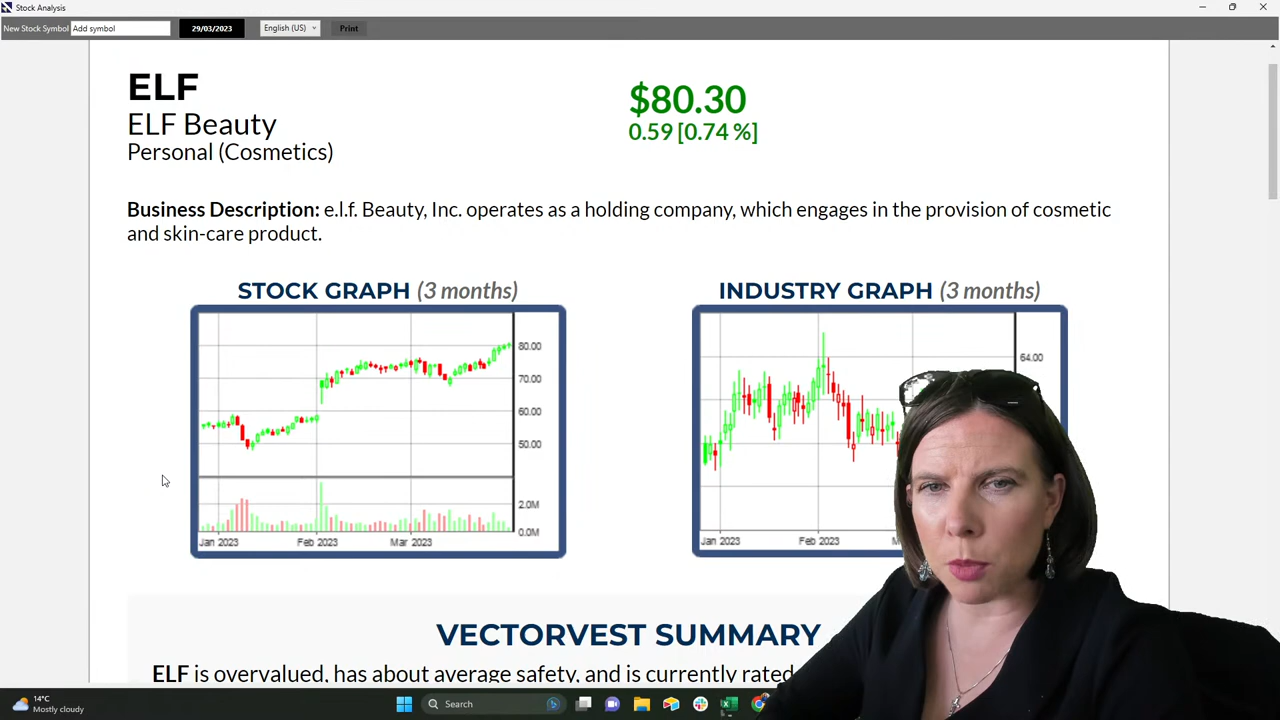 Stock Analysis
New Stock Symbol Add symbol 29/03/2023 English (US) Print
ELF
$80.30
ELF Beauty
0.59 [0.74 %]
Personal (Cosmetics)
Business Description: e.l.f. Beauty, Inc. operates as a holding company, which engages in the provision of cosmetic
and skin-care product.
STOCK GRAPH (3 months)
80.00
70.00
60.00
50.00
2.0M
0.0M
Jan 2023 Feb 2023 Mar 2023
INDUSTRY GRAPH (3 months)
64.00
Jan 2023 Feb 2023
VECTORVEST SUMMARY
ELF is overvalued, has about average safety, and is currently rated
14°C
Mostly cloudy
Search